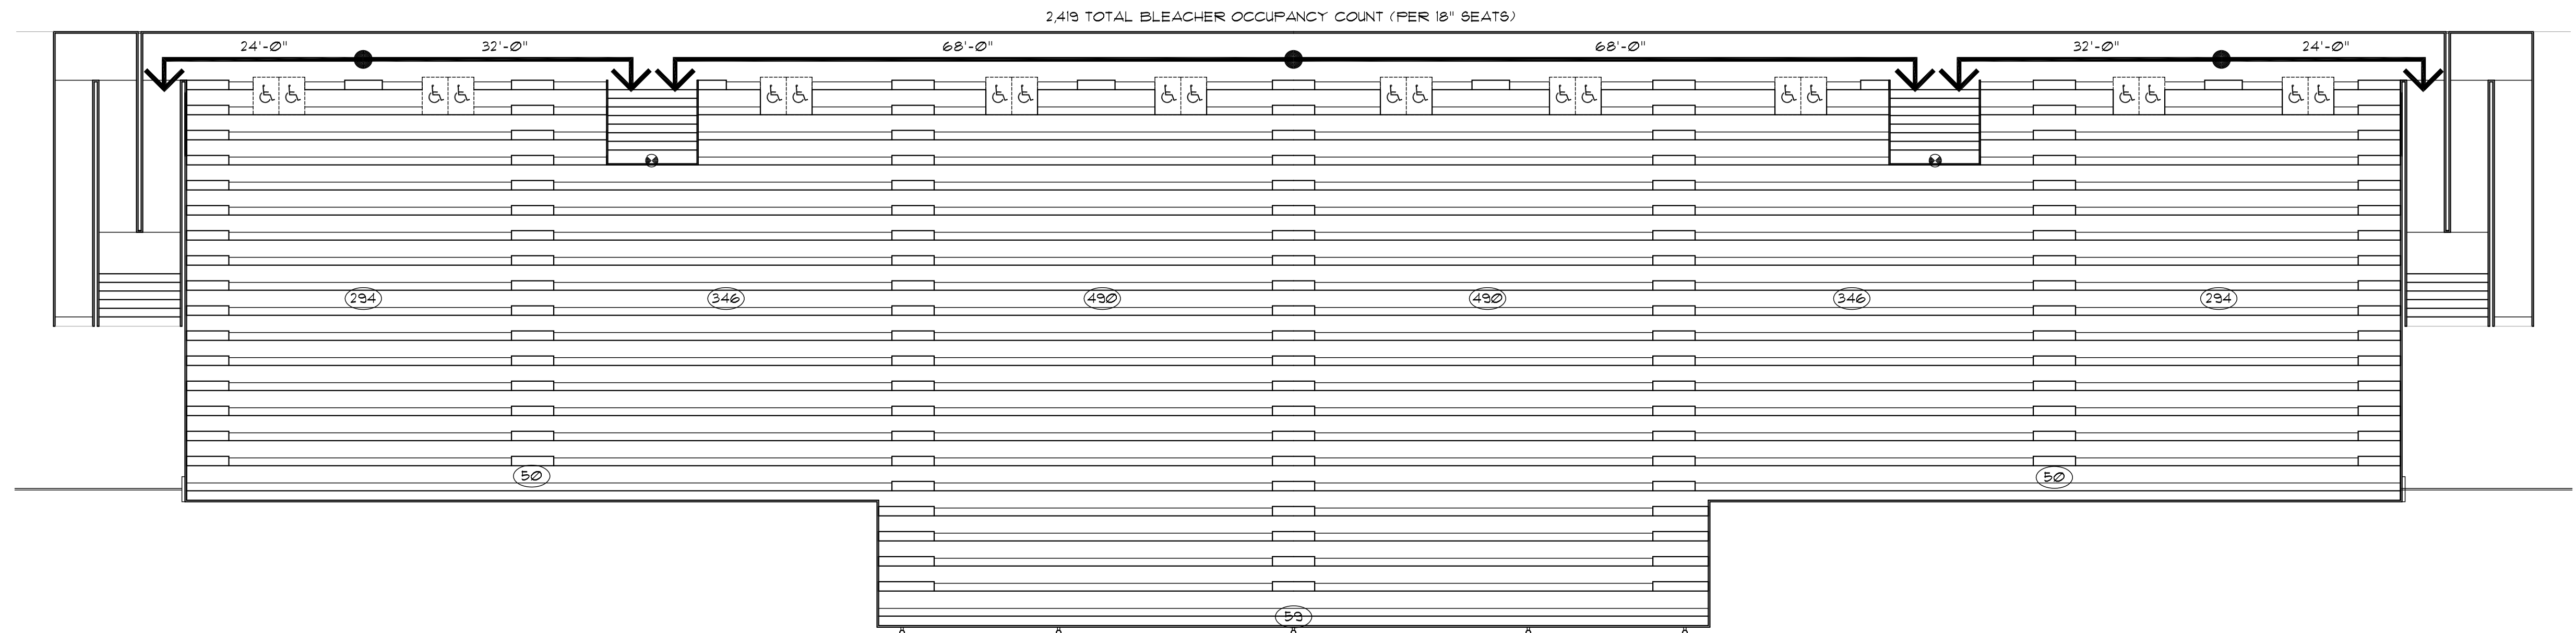 2,419 TOTAL BLEACHER OCCUPANCY COUNT (PER 18" SEATS)
24'-0" 32'-0" 68'-0" 68'-0" 32'-0" 24'-0"
294 346 490 490 346 294
50 50
59